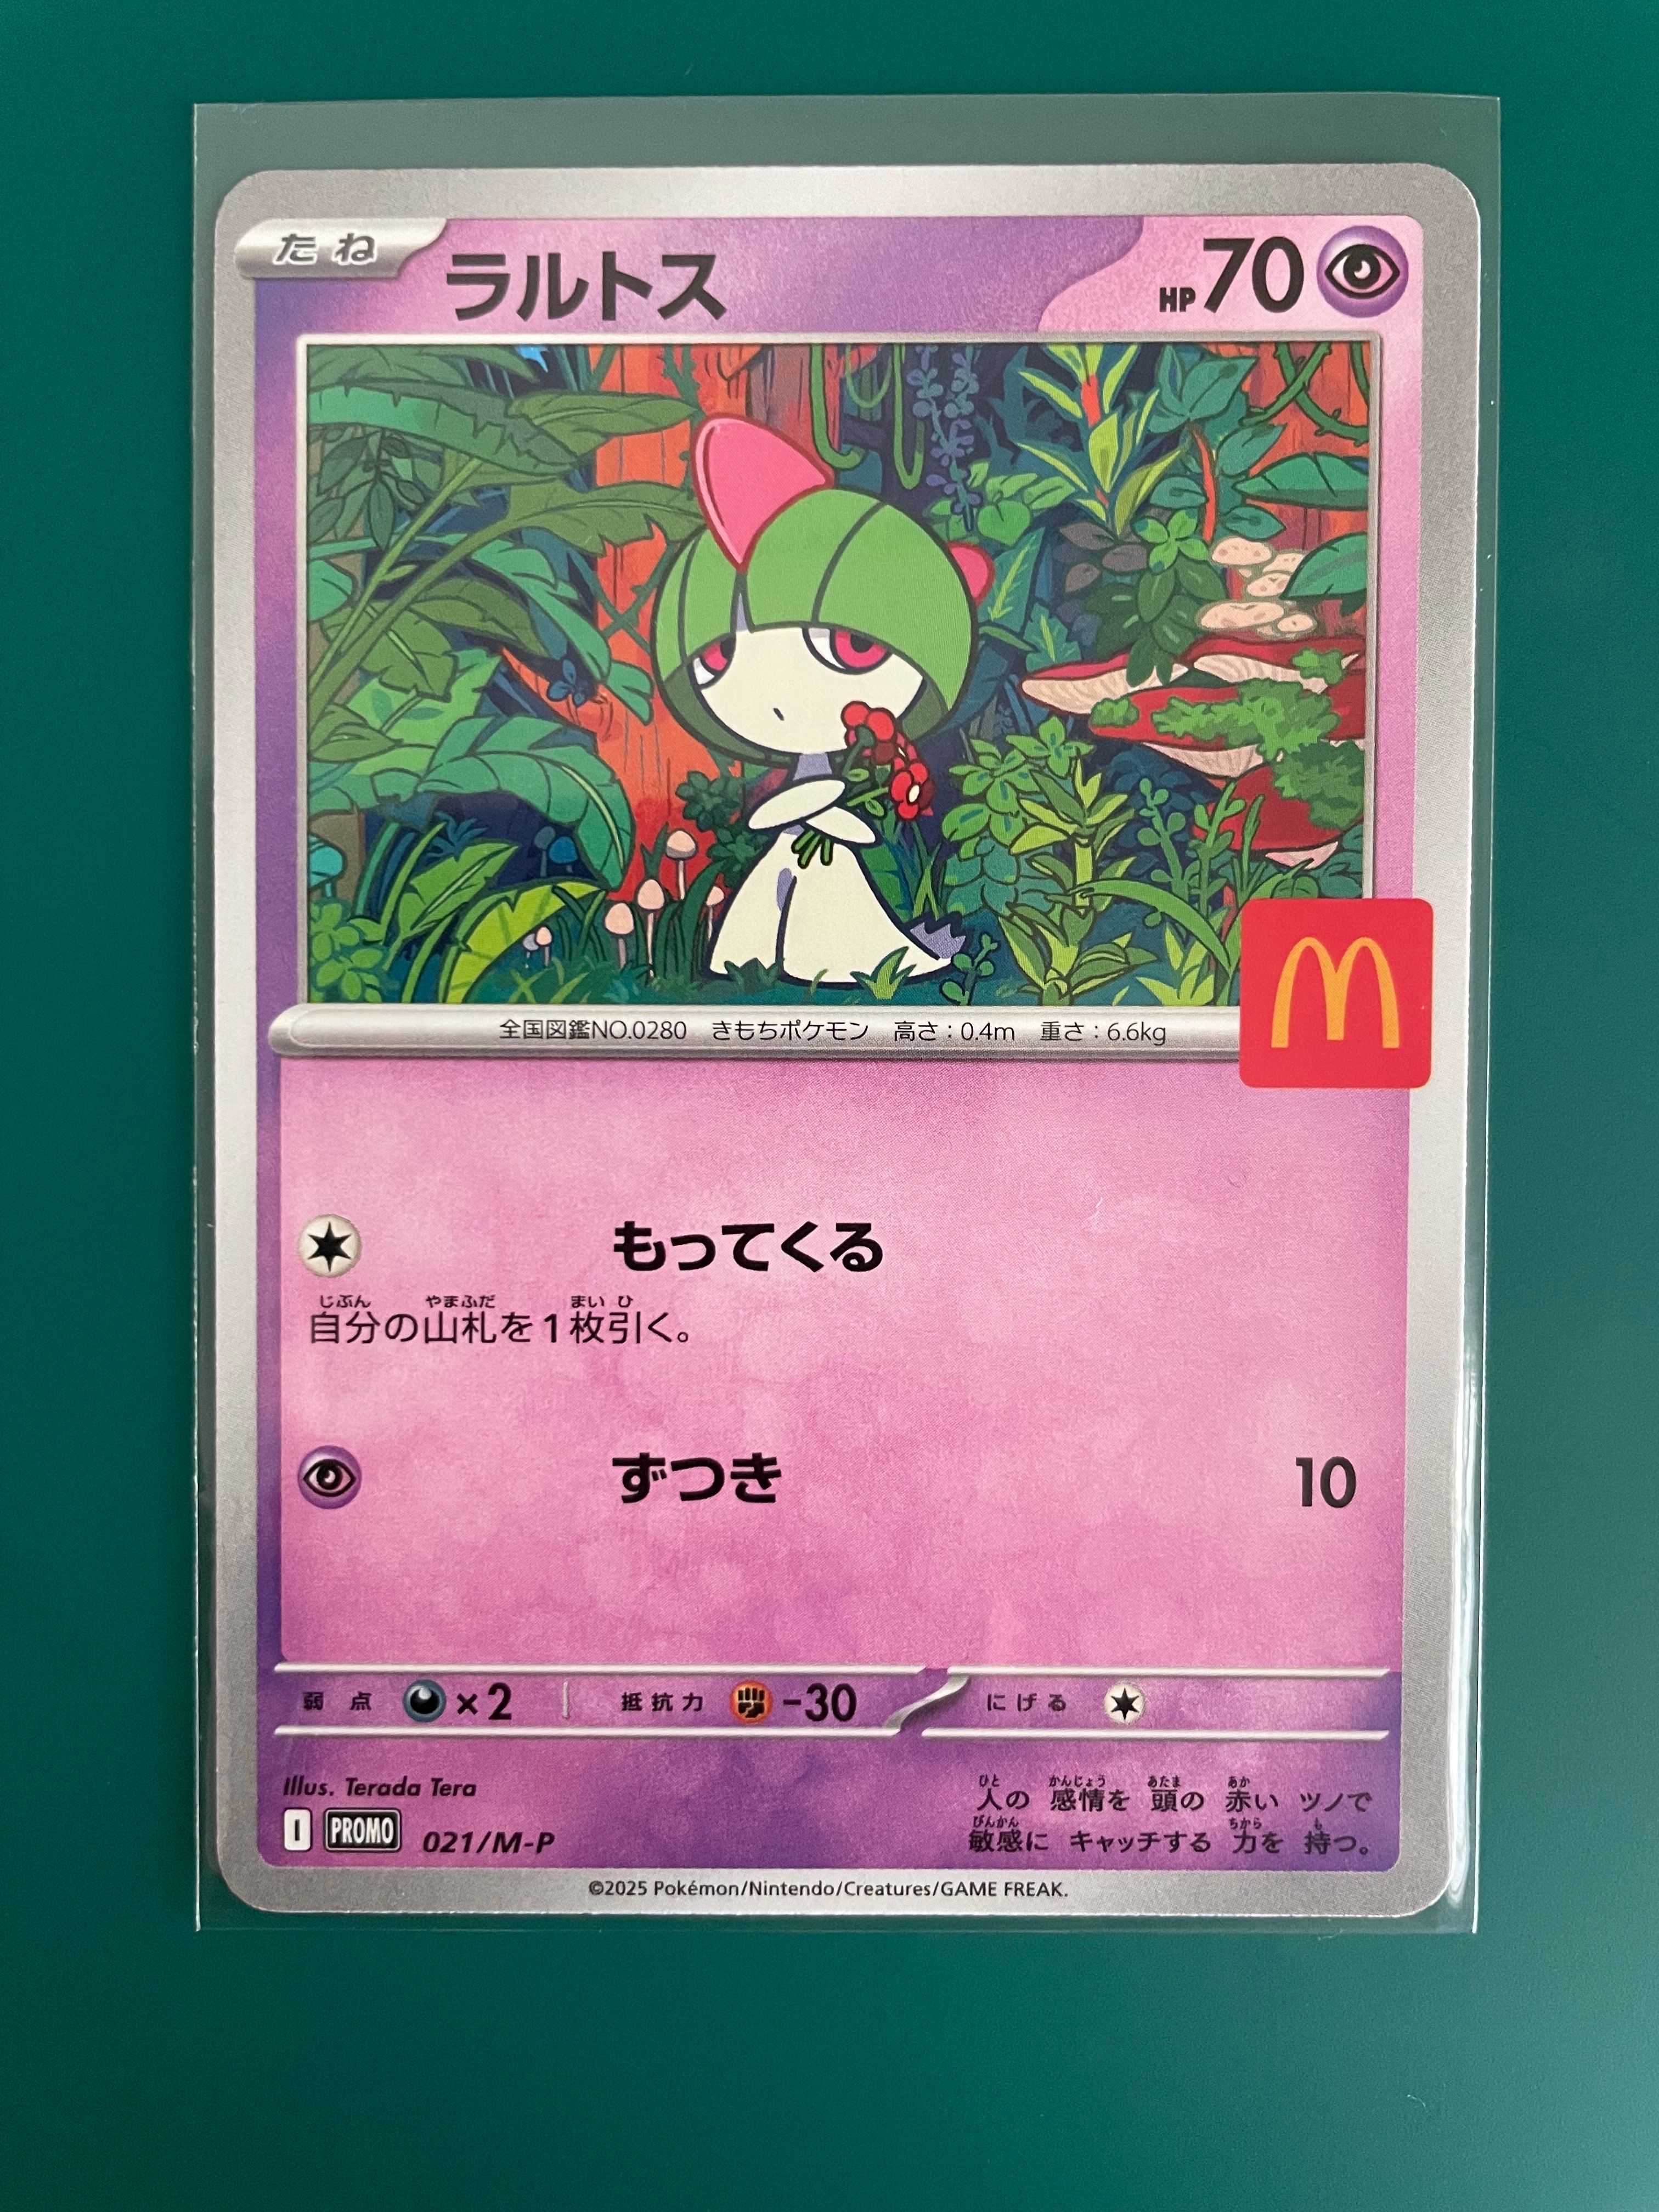 たね
ラルトス
HP70
全国図鑑NO.0280 きもちポケモン 高さ：0.4m 重さ：6.6kg
もってくる
じぶん やまふだ まい ひ
自分の山札を1枚引く。
ずつき 10
弱点 ×2 抵抗力 -30 にげる
Illus. Terada Tera
ひと かんじょう あたま あか
人の 感情を 頭の 赤い ツノで
びんかん ちから も
敏感に キャッチする 力を 持つ。
I PROMO 021/M-P
©2025 Pokémon/Nintendo/Creatures/GAME FREAK.